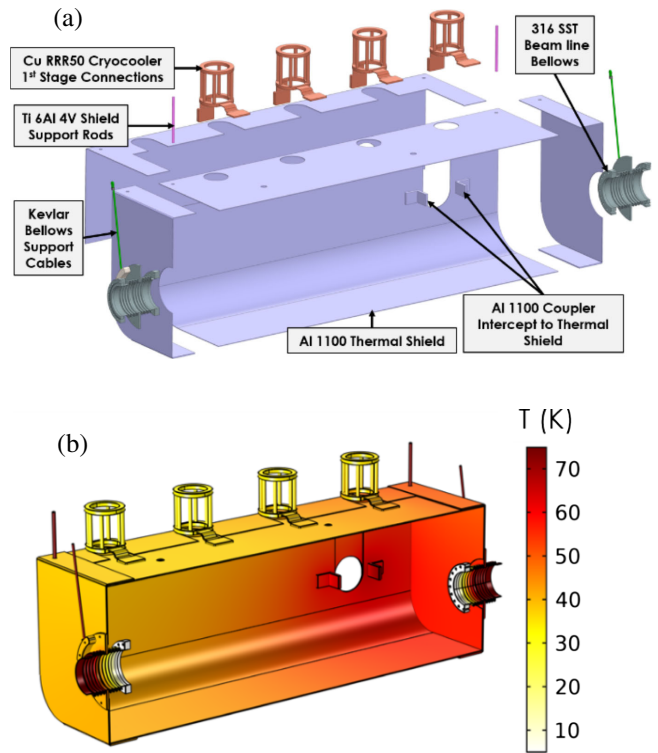 (a)
Cu RRR50 Cryocooler
1st Stage Connections
316 SST
Beam line
Bellows
Ti 6Al 4V Shield
Support Rods
Kevlar
Bellows
Support
Cables
Al 1100 Thermal Shield
Al 1100 Coupler
Intercept to Thermal
Shield
(b)
T (K)
70
60
50
40
30
20
10